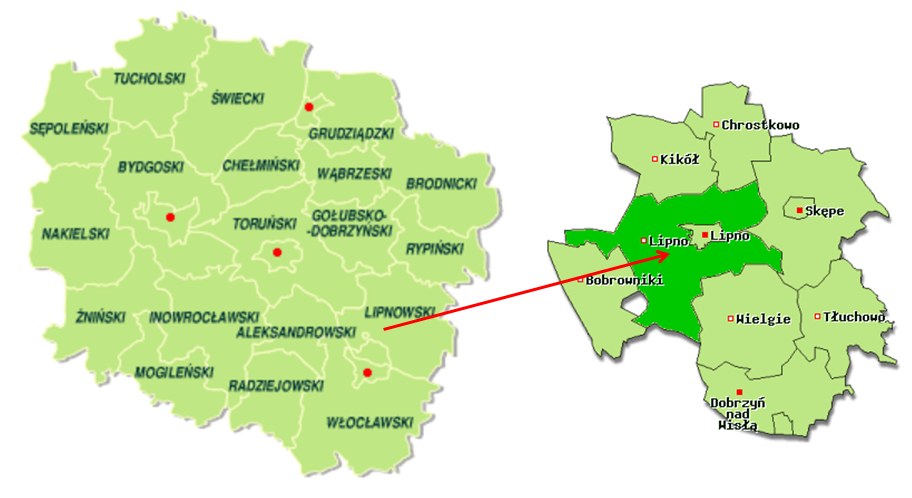 TUCHOLSKI
ŚWIECKI
SĘPOLEŃSKI
GRUDZIĄDZKI
BYDGOSKI
CHEŁMIŃSKI
WĄBRZESKI
BRODNICKI
NAKIELSKI
TORUŃSKI
GOŁUBSKO-
-DOBRZYŃSKI
RYPIŃSKI
ŻNIŃSKI
INOWROCŁAWSKI
LIPNOWSKI
ALEKSANDROWSKI
MOGILEŃSKI
RADZIEJOWSKI
WŁOCŁAWSKI
Chrostkowo
Kikół
Skępe
Lipno
Lipno
Bobrowniki
Wielgie
Tłuchowo
Dobrzyń
nad
Wisłą